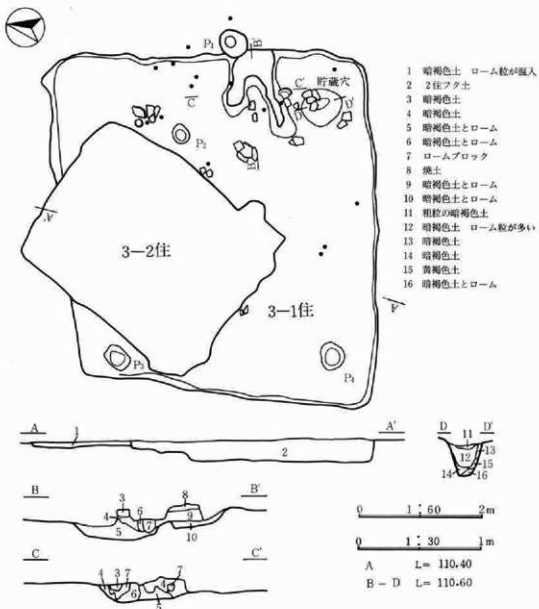 P₁
B'
C
C'
貯蔵穴
D
D'
P₂
B
A'
3—2住
3—1住
A
P₃
P₄
1 暗褐色土 ローム粒が混入
2 2住フク土
3 暗褐色土
4 暗褐色土
5 暗褐色土とローム
6 暗褐色土とローム
7 ロームブロック
8 焼土
9 暗褐色土とローム
10 暗褐色土とローム
11 粗粒の暗褐色土
12 暗褐色土 ローム粒が多い
13 暗褐色土
14 暗褐色土
15 黄褐色土
16 暗褐色土とローム
A 1 2 A'
D D'
11 12 13 14 15 16
B B'
3 4 5 6 7 8 9 10
C C'
4 3 7 6 5 4 7
0 1:60 2m
0 1:30 1m
A L= 110.40
B—D L= 110.60